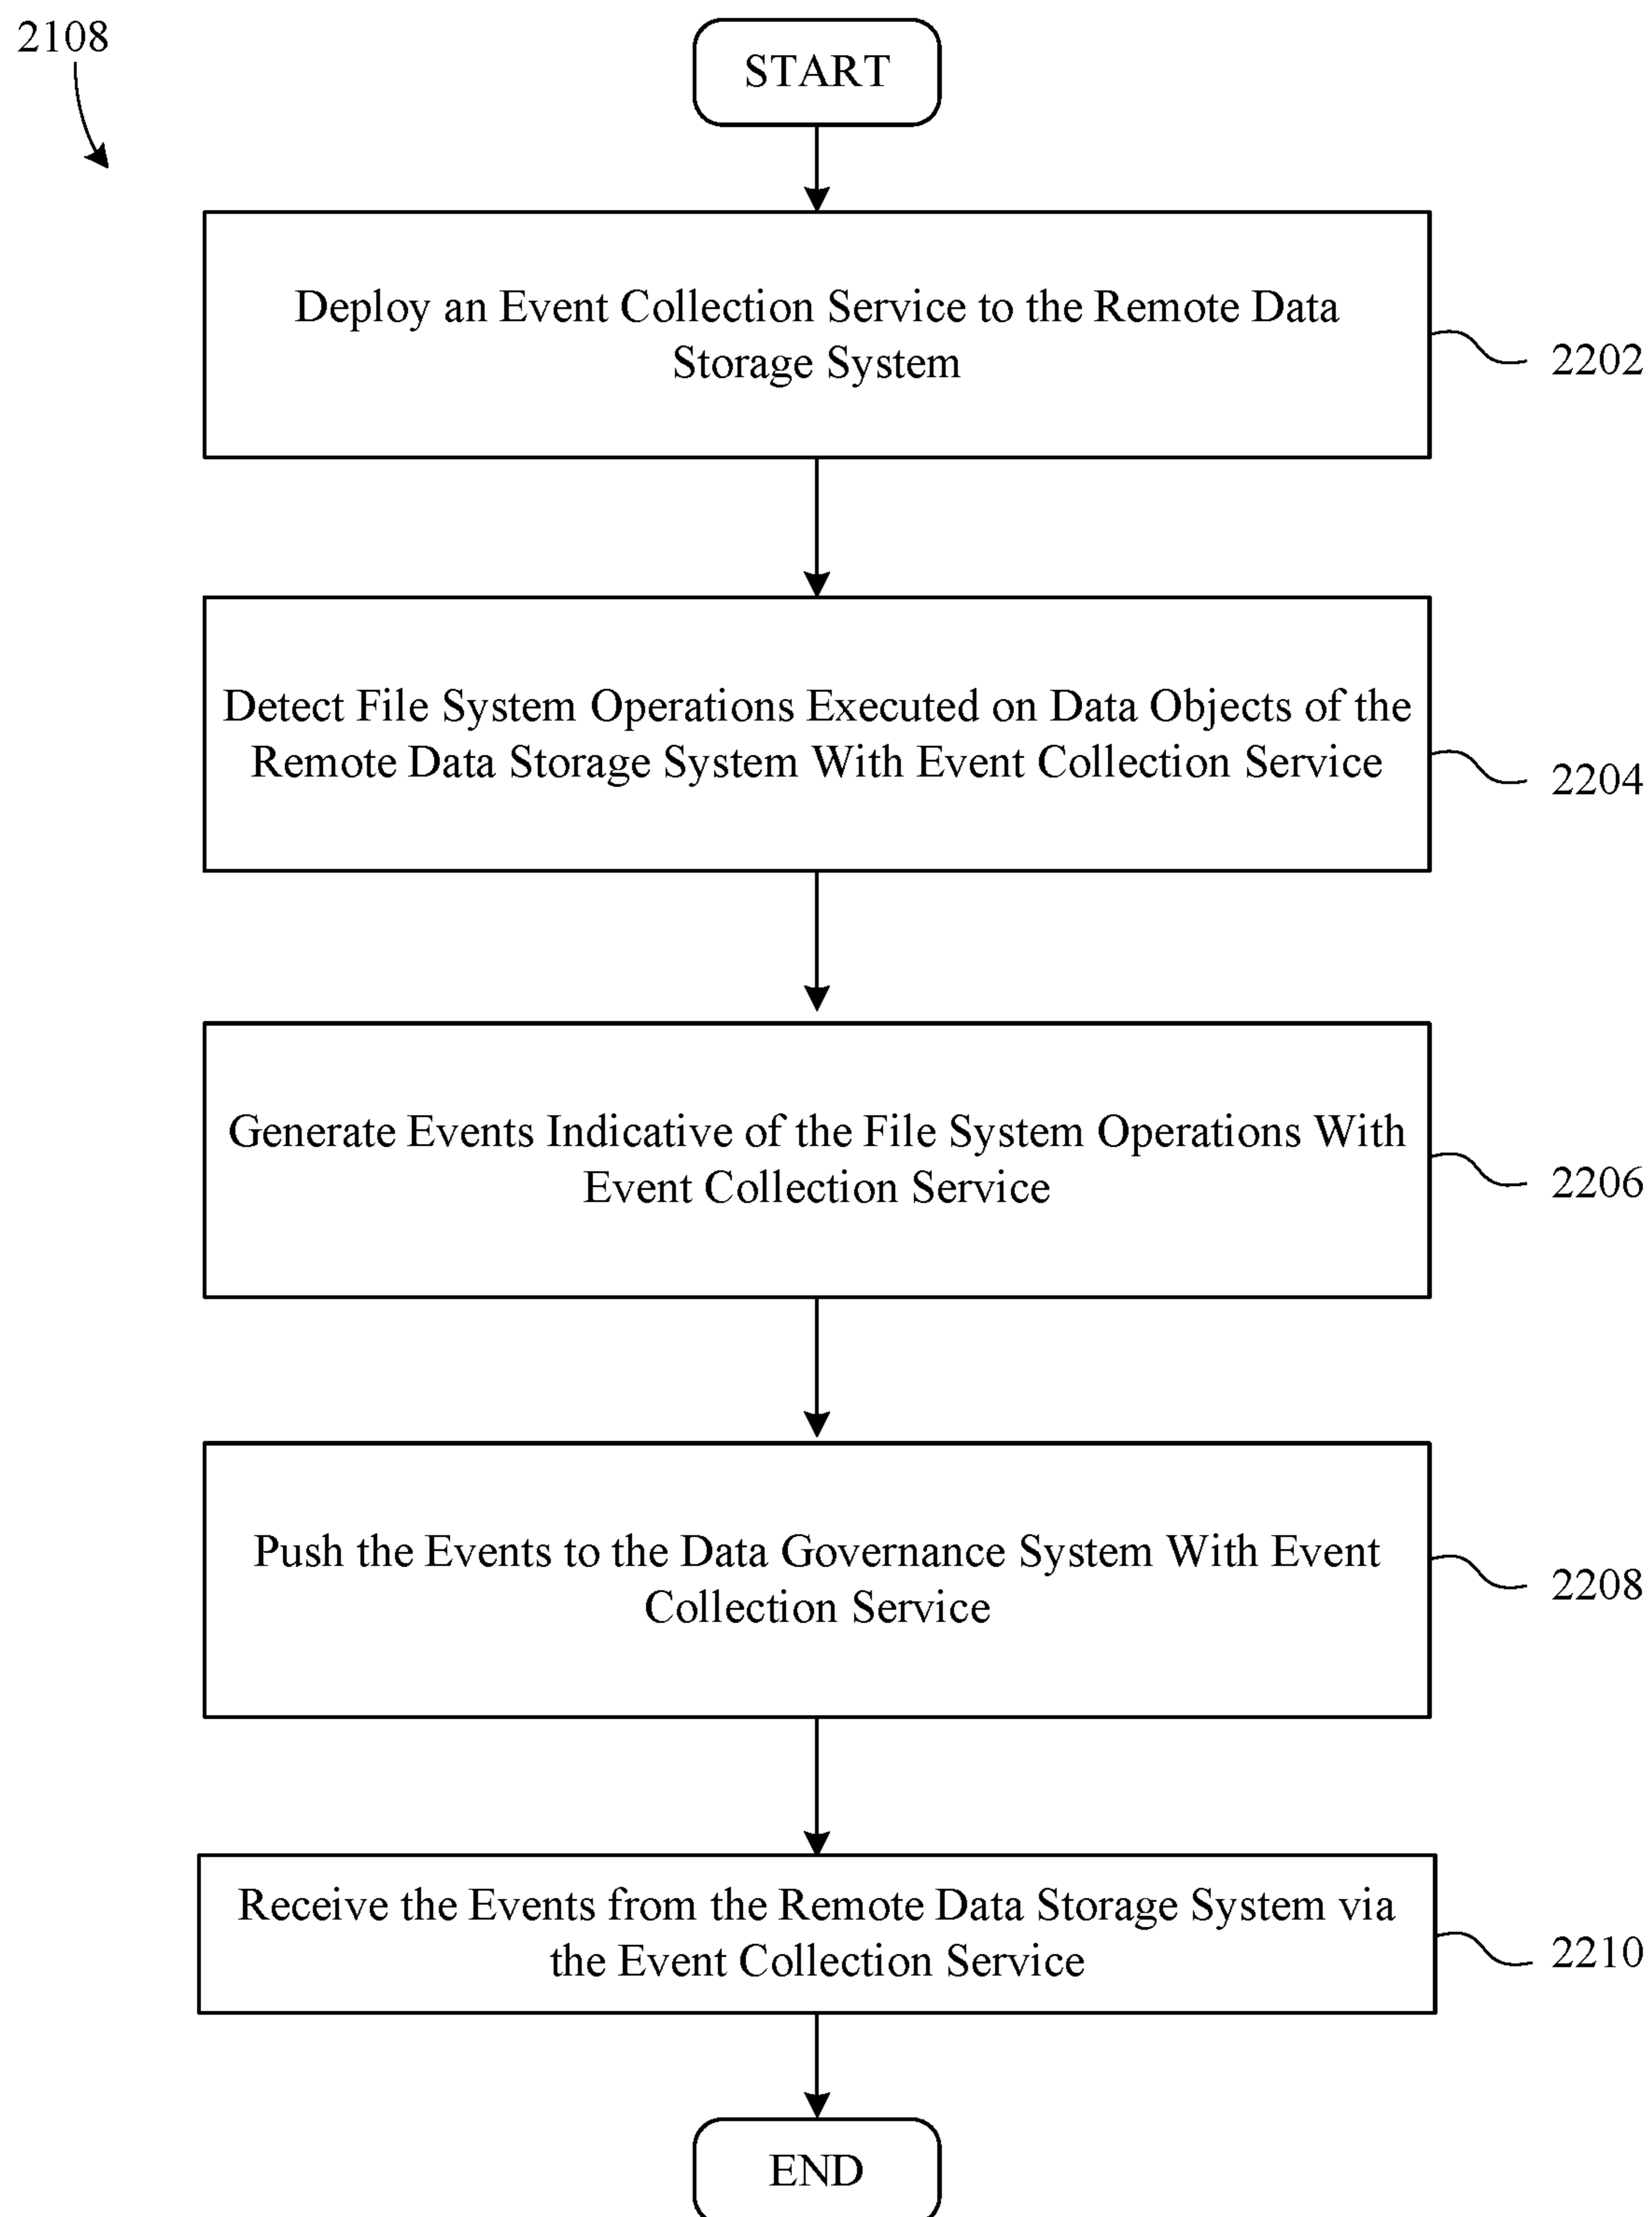 2108
START
Deploy an Event Collection Service to the Remote Data
Storage System
2202
Detect File System Operations Executed on Data Objects of the
Remote Data Storage System With Event Collection Service
2204
Generate Events Indicative of the File System Operations With
Event Collection Service
2206
Push the Events to the Data Governance System With Event
Collection Service
2208
Receive the Events from the Remote Data Storage System via
the Event Collection Service
2210
END